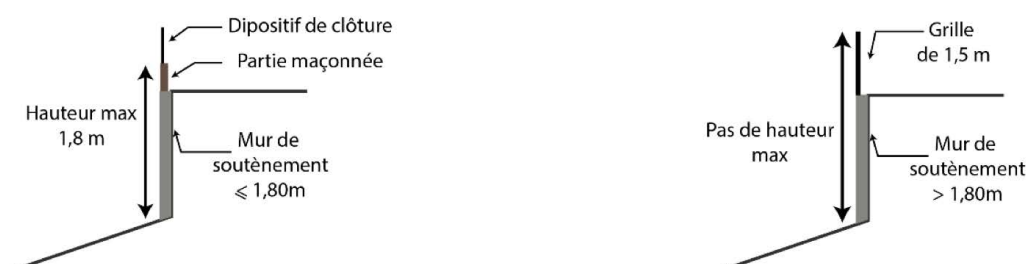 Dipositif de clôture
Partie maçonnée
Hauteur max
1,8 m
Mur de
soutènement
⩽ 1,80m
Grille
de 1,5 m
Pas de hauteur
max
Mur de
soutènement
> 1,80m